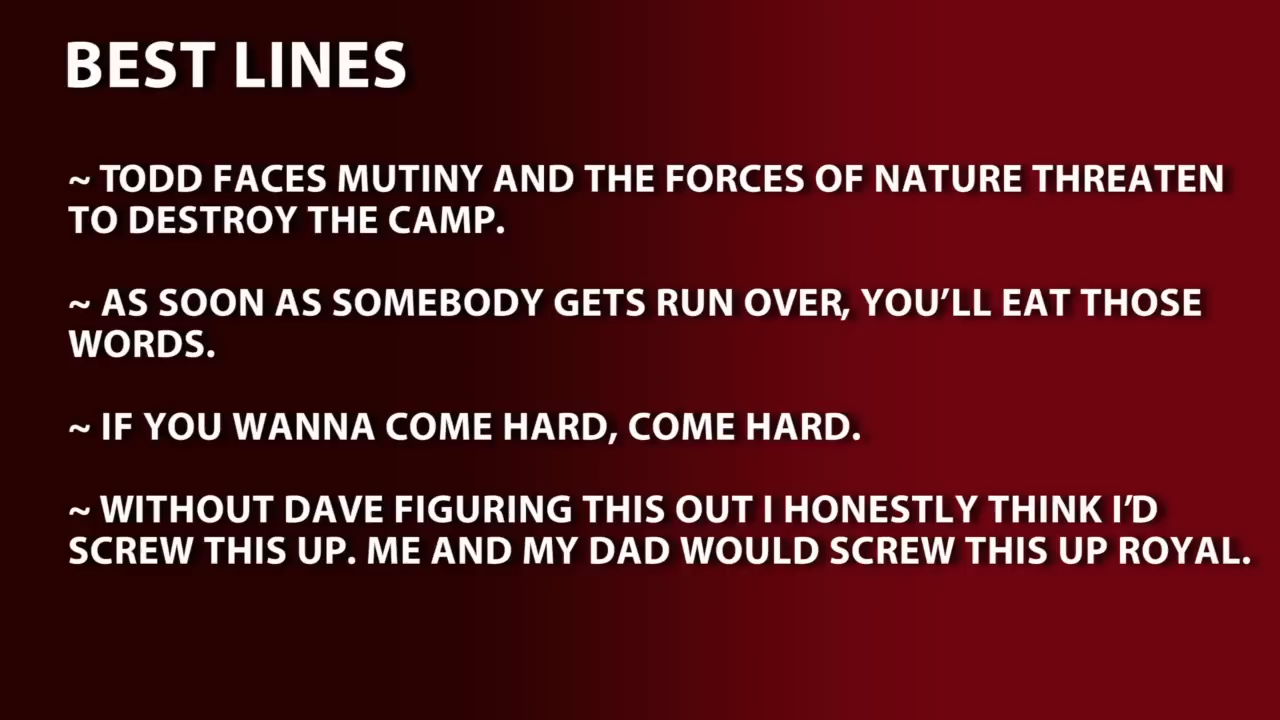 BEST LINES
~ TODD FACES MUTINY AND THE FORCES OF NATURE THREATEN
TO DESTROY THE CAMP.
~ AS SOON AS SOMEBODY GETS RUN OVER, YOU’LL EAT THOSE
WORDS.
~ IF YOU WANNA COME HARD, COME HARD.
~ WITHOUT DAVE FIGURING THIS OUT I HONESTLY THINK I’D
SCREW THIS UP. ME AND MY DAD WOULD SCREW THIS UP ROYAL.